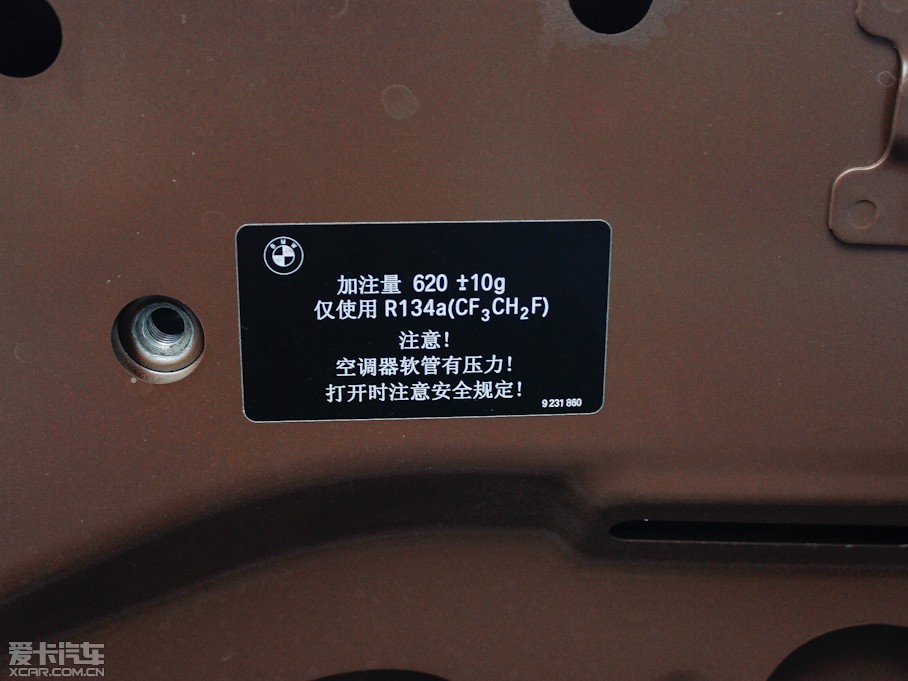 BMW
加注量 620 ±10g
仅使用 R134a(CF₃CH₂F)
注意!
空调器软管有压力!
打开时注意安全规定!
9 231 860
爱卡汽车
XCAR.COM.CN